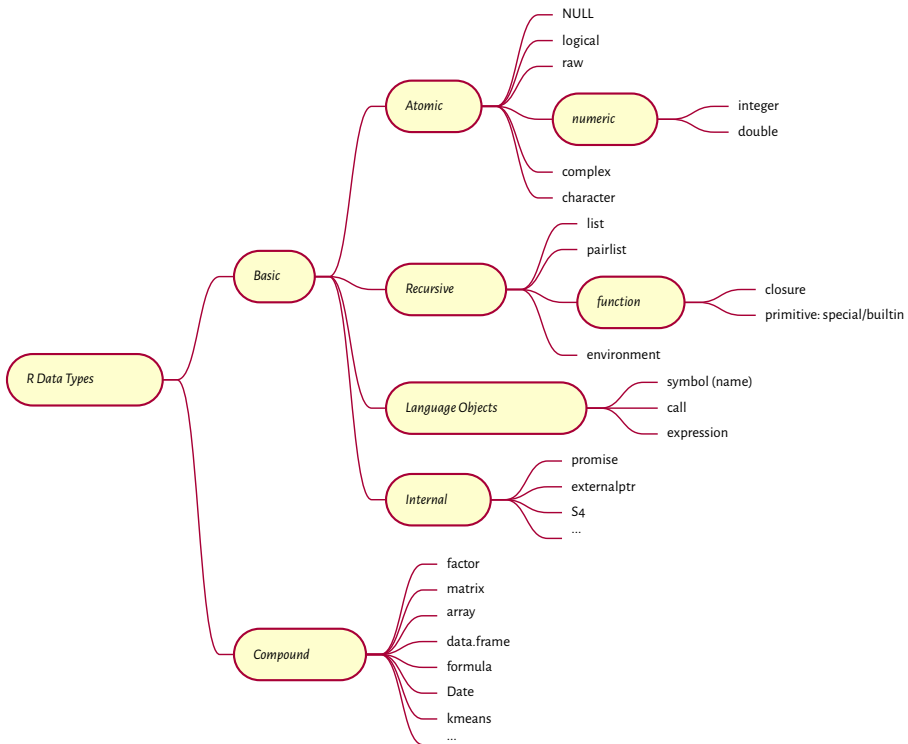 R Data Types
Basic
Atomic
NULL
logical
raw
numeric
integer
double
complex
character
Recursive
list
pairlist
function
closure
primitive: special/builtin
environment
Language Objects
symbol (name)
call
expression
Internal
promise
externalptr
S4
...
Compound
factor
matrix
array
data.frame
formula
Date
kmeans
...